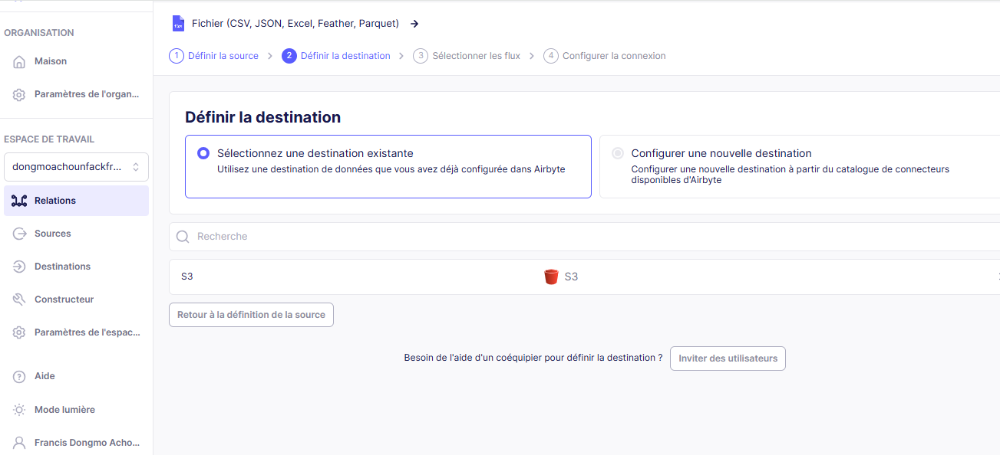 ORGANISATION
Maison
Paramètres de l'organ...
ESPACE DE TRAVAIL
dongmoachounfackfr...
Relations
Sources
Destinations
Constructeur
Paramètres de l'espac...
Aide
Mode lumière
Francis Dongmo Acho...
Fichier (CSV, JSON, Excel, Feather, Parquet) →
1 Définir la source > 2 Définir la destination > 3 Sélectionner les flux > 4 Configurer la connexion
Définir la destination
Sélectionnez une destination existante
Utilisez une destination de données que vous avez déjà configurée dans Airbyte
Configurer une nouvelle destination
Configurer une nouvelle destination à partir du catalogue de connecteurs
disponibles d'Airbyte
Recherche
S3 S3
Retour à la définition de la source
Besoin de l'aide d'un coéquipier pour définir la destination ? Inviter des utilisateurs